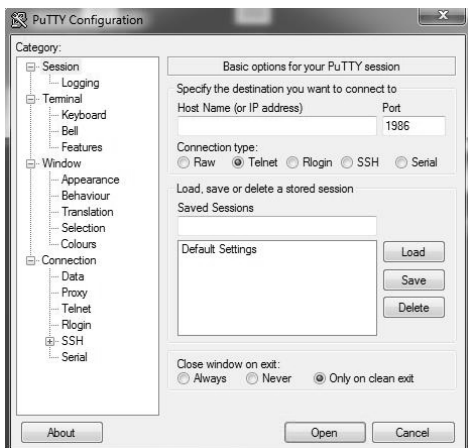 PuTTY Configuration
x
Category:
Session
Logging
Terminal
Keyboard
Bell
Features
Window
Appearance
Behaviour
Translation
Selection
Colours
Connection
Data
Proxy
Telnet
Rlogin
SSH
Serial
Basic options for your PuTTY session
Specify the destination you want to connect to
Host Name (or IP address) Port
1986
Connection type:
Raw Telnet Rlogin SSH Serial
Load, save or delete a stored session
Saved Sessions
Default Settings
Load
Save
Delete
Close window on exit:
Always Never Only on clean exit
About Open Cancel